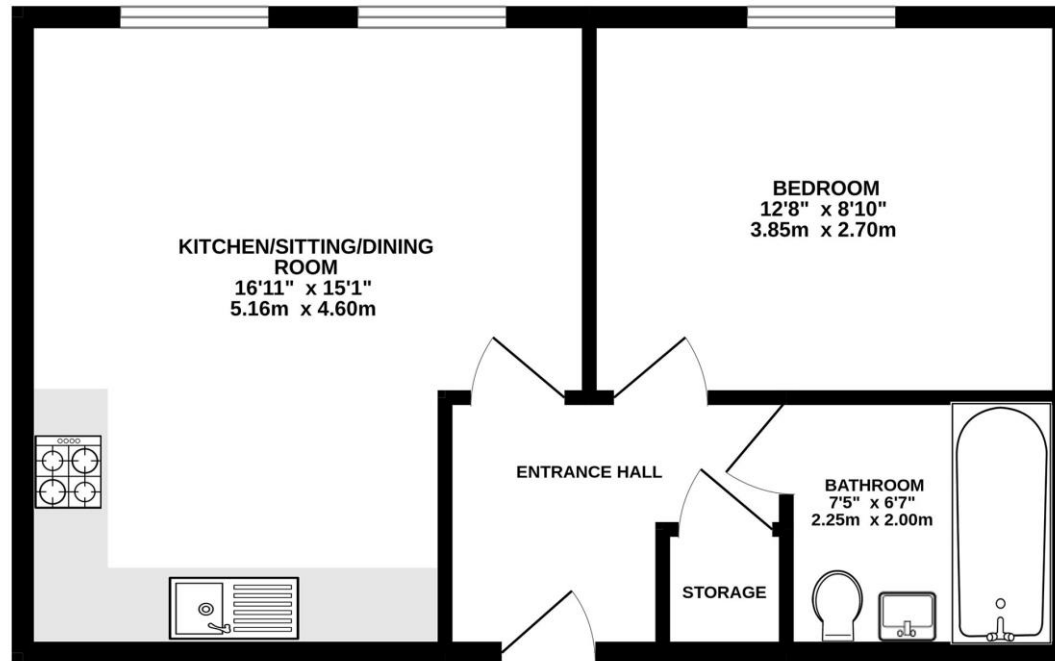 KITCHEN/SITTING/DINING
ROOM
16'11" x 15'1"
5.16m x 4.60m
BEDROOM
12'8" x 8'10"
3.85m x 2.70m
ENTRANCE HALL
BATHROOM
7'5" x 6'7"
2.25m x 2.00m
STORAGE